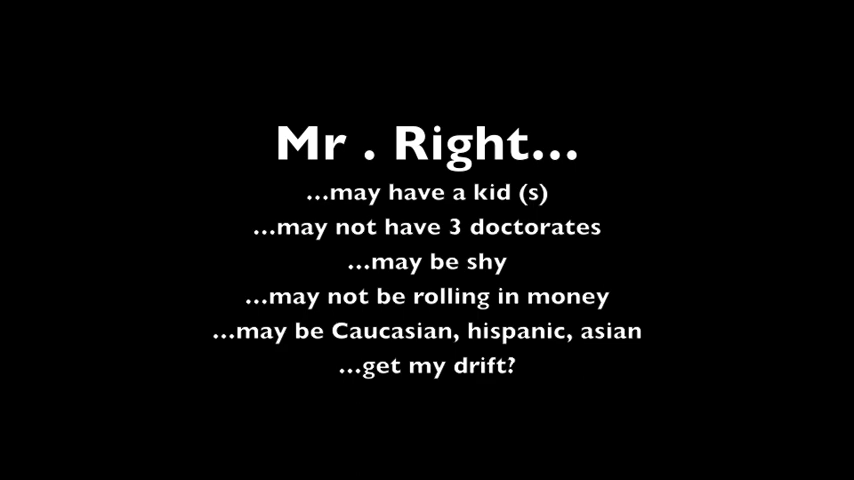 Mr . Right...
...may have a kid (s)
...may not have 3 doctorates
...may be shy
...may not be rolling in money
...may be Caucasian, hispanic, asian
...get my drift?